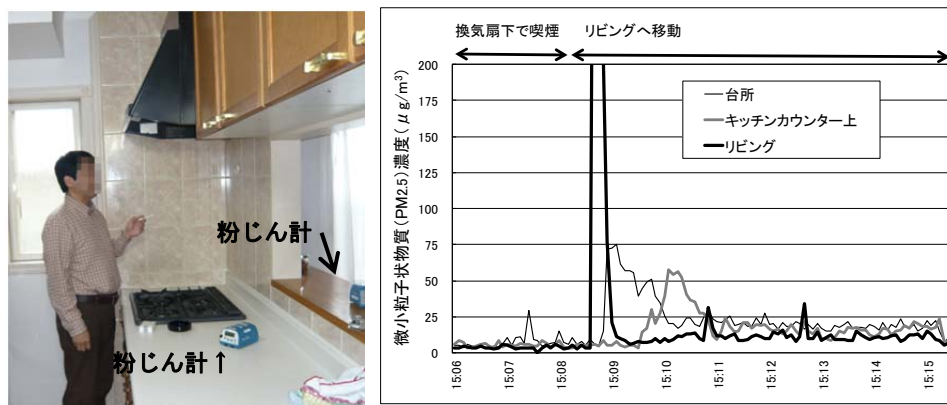 粉じん計
粉じん計↑
換気扇下で喫煙 リビングへ移動
微小粒子状物質(PM2.5)濃度(μg/m³)
200
175
150
125
100
75
50
25
0
台所
キッチンカウンター上
リビング
15:06
15:07
15:08
15:09
15:10
15:11
15:12
15:13
15:14
15:15